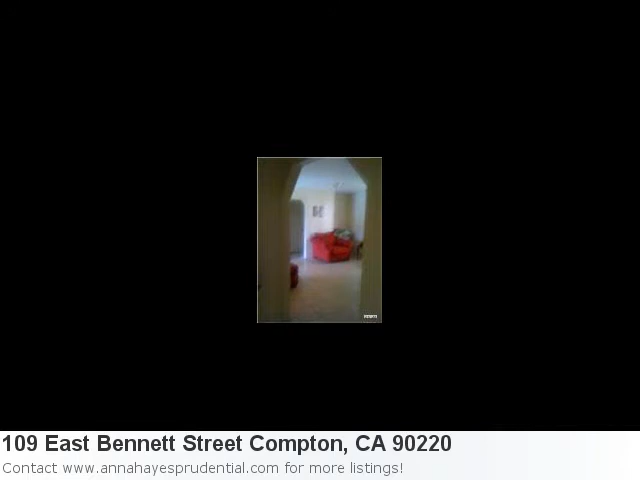 109 East Bennett Street Compton, CA 90220
Contact www.annahayesprudential.com for more listings!